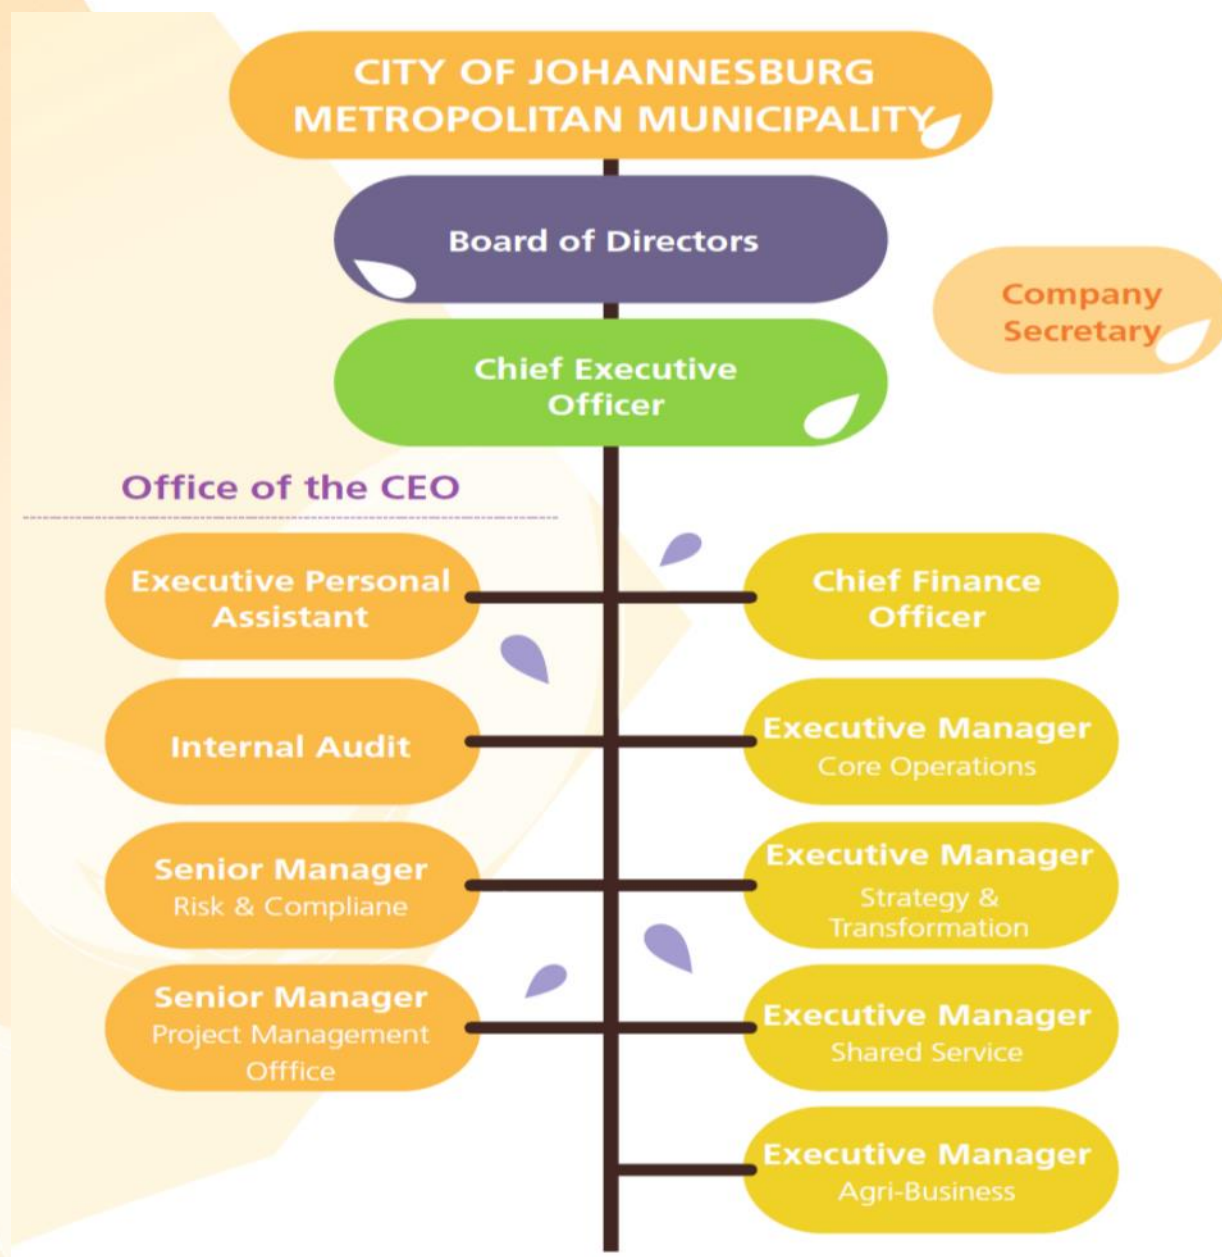 CITY OF JOHANNESBURG
METROPOLITAN MUNICIPALITY
Board of Directors
Company
Secretary
Chief Executive
Officer
Office of the CEO
Executive Personal
Assistant
Chief Finance
Officer
Internal Audit
Executive Manager
Core Operations
Senior Manager
Risk & Compliane
Executive Manager
Strategy &
Transformation
Senior Manager
Project Management
Offfice
Executive Manager
Shared Service
Executive Manager
Agri-Business